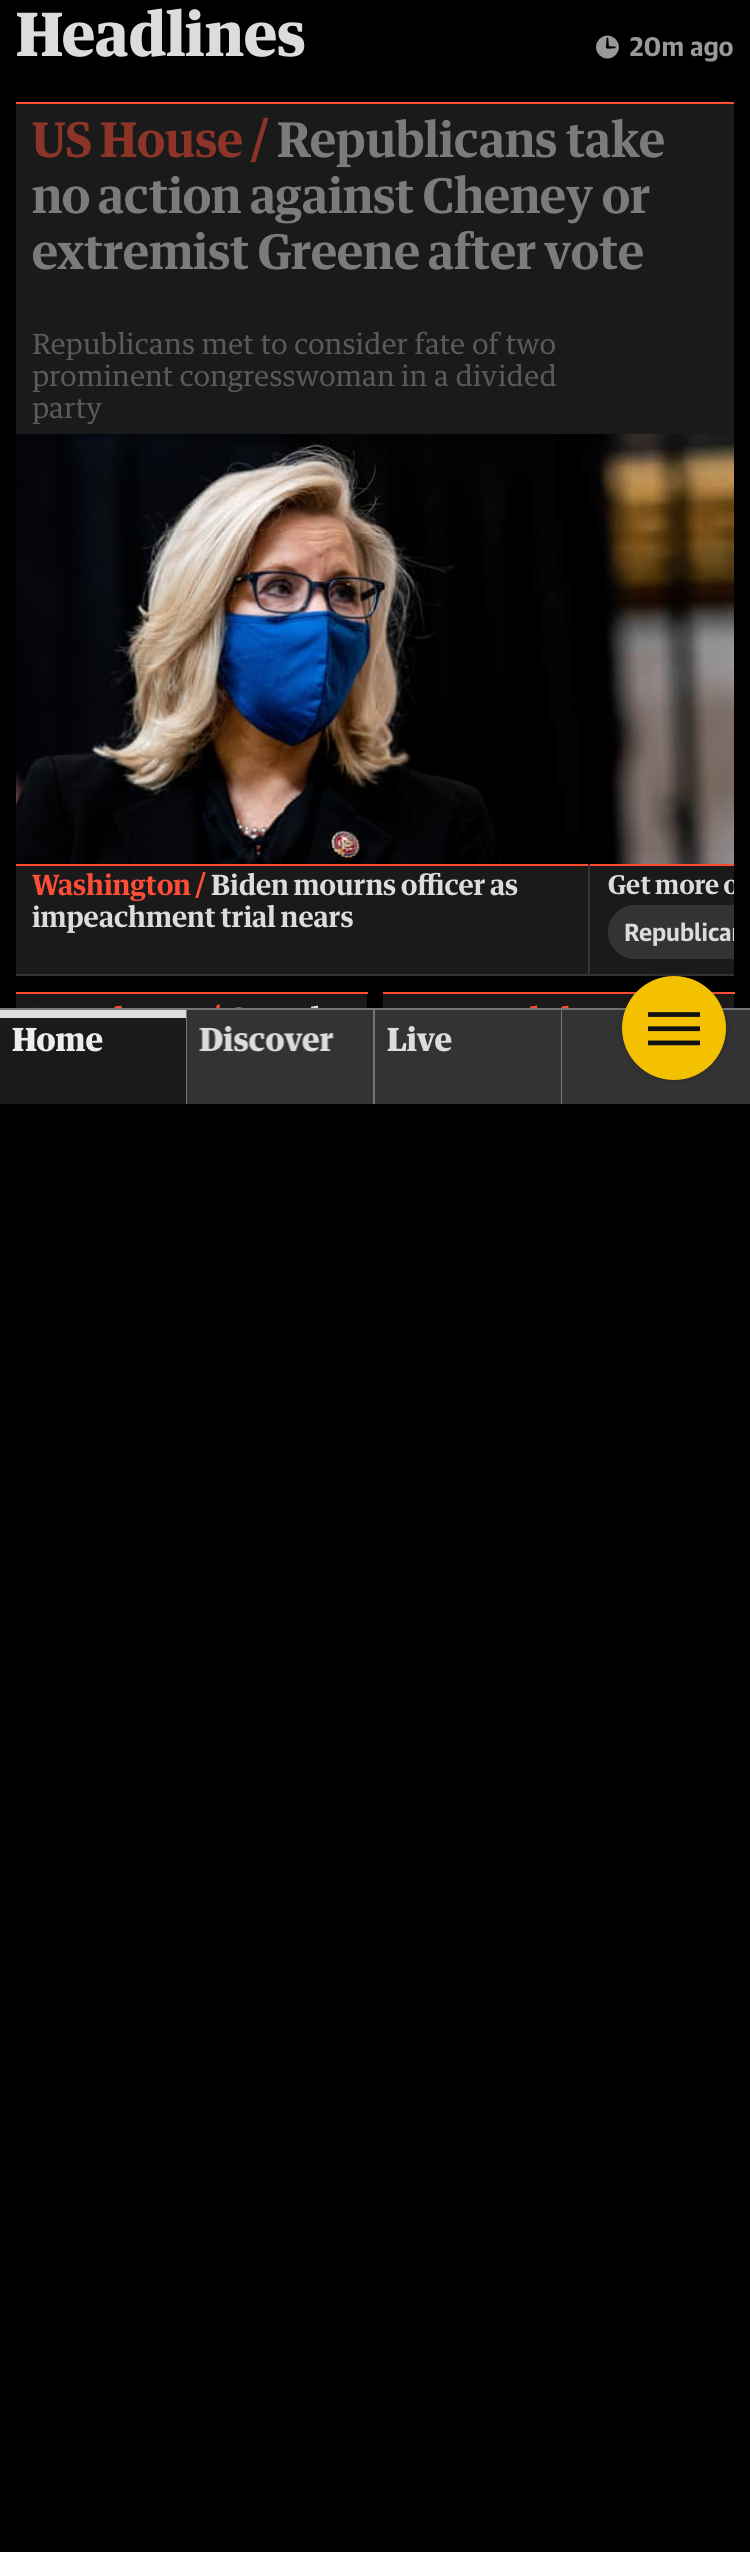 Headlines
20m ago
US House / Republicans take
no action against Cheney or
extremist Greene after vote
Republicans met to consider fate of two
prominent congresswoman in a divided
party
Washington / Biden mourns officer as
impeachment trial nears
Get more o
Republica
Home
Discover
Live